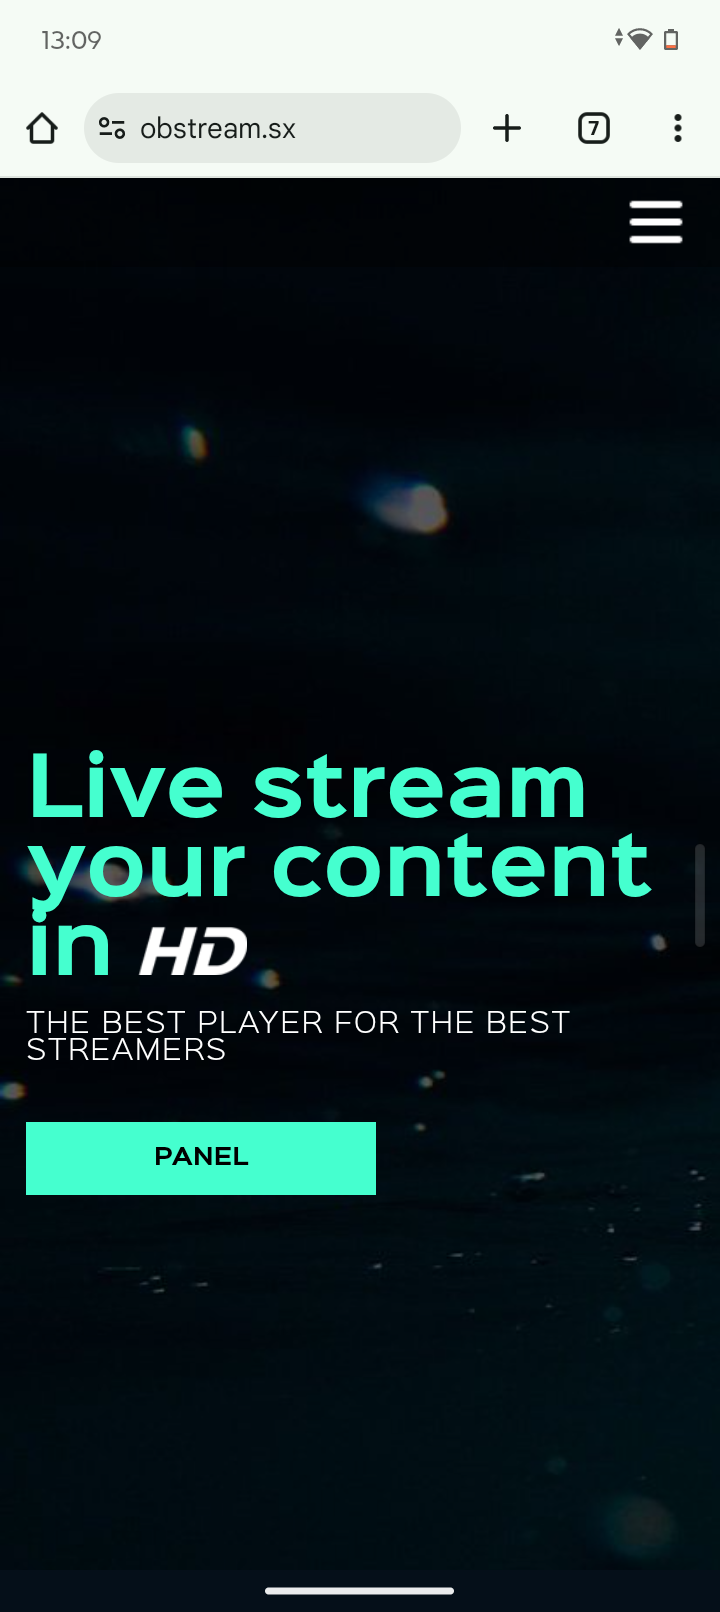 13:09
obstream.sx
7
Live stream
your content
in HD
THE BEST PLAYER FOR THE BEST
STREAMERS
PANEL